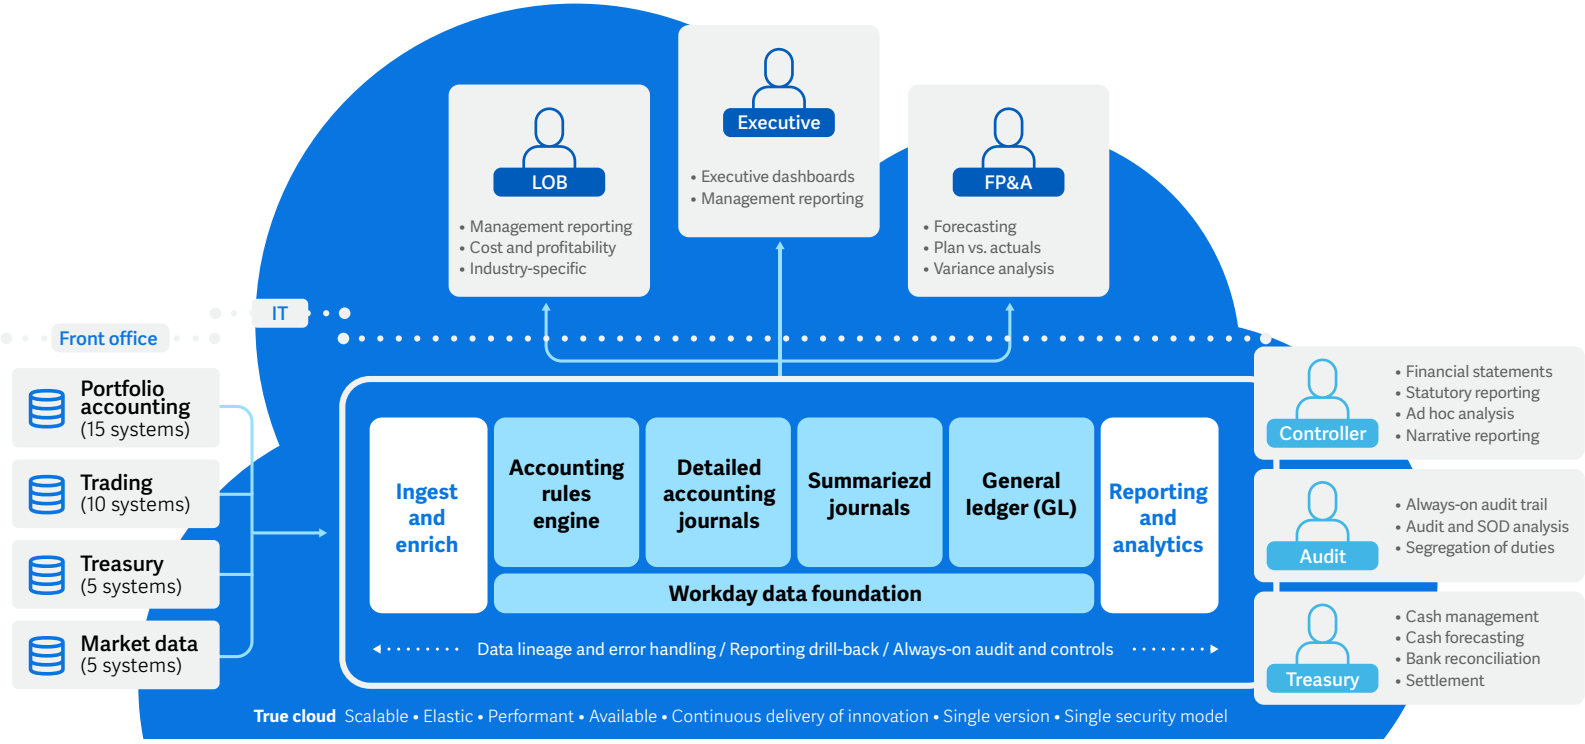 Executive
• Executive dashboards
• Management reporting
LOB
• Management reporting
• Cost and profitability
• Industry-specific
FP&A
• Forecasting
• Plan vs. actuals
• Variance analysis
IT
Front office
Portfolio
accounting
(15 systems)
Trading
(10 systems)
Treasury
(5 systems)
Market data
(5 systems)
Ingest
and
enrich
Accounting
rules
engine
Detailed
accounting
journals
Summariezd
journals
General
ledger (GL)
Workday data foundation
Reporting
and
analytics
Data lineage and error handling / Reporting drill-back / Always-on audit and controls
Controller
• Financial statements
• Statutory reporting
• Ad hoc analysis
• Narrative reporting
Audit
• Always-on audit trail
• Audit and SOD analysis
• Segregation of duties
Treasury
• Cash management
• Cash forecasting
• Bank reconciliation
• Settlement
True cloud Scalable • Elastic • Performant • Available • Continuous delivery of innovation • Single version • Single security model